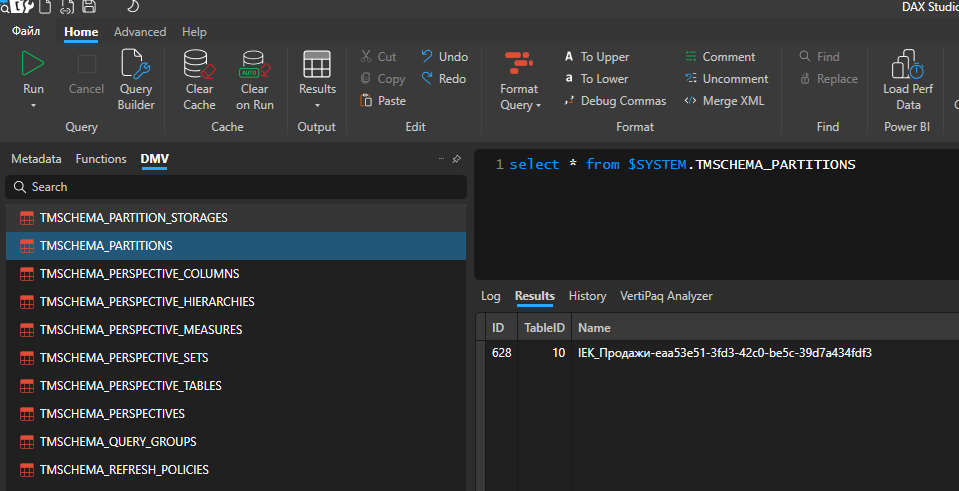 DAX Studio
Файл Home Advanced Help
Run Cancel Query Builder
Query
Clear Cache Clear on Run
Cache
Results
Output
Cut Undo
Copy Redo
Paste
Edit
Format Query
To Upper Comment
To Lower Uncomment
Debug Commas Merge XML
Format
Find
Replace
Find
Load Perf Data
Power BI
Metadata Functions DMV
Search
TMSCHEMA_PARTITION_STORAGES
TMSCHEMA_PARTITIONS
TMSCHEMA_PERSPECTIVE_COLUMNS
TMSCHEMA_PERSPECTIVE_HIERARCHIES
TMSCHEMA_PERSPECTIVE_MEASURES
TMSCHEMA_PERSPECTIVE_SETS
TMSCHEMA_PERSPECTIVE_TABLES
TMSCHEMA_PERSPECTIVES
TMSCHEMA_QUERY_GROUPS
TMSCHEMA_REFRESH_POLICIES
1 select * from $SYSTEM.TMSCHEMA_PARTITIONS
Log Results History VertiPaq Analyzer
ID TableID Name
628 10 IEK_Продажи-eaa53e51-3fd3-42c0-be5c-39d7a434fdf3